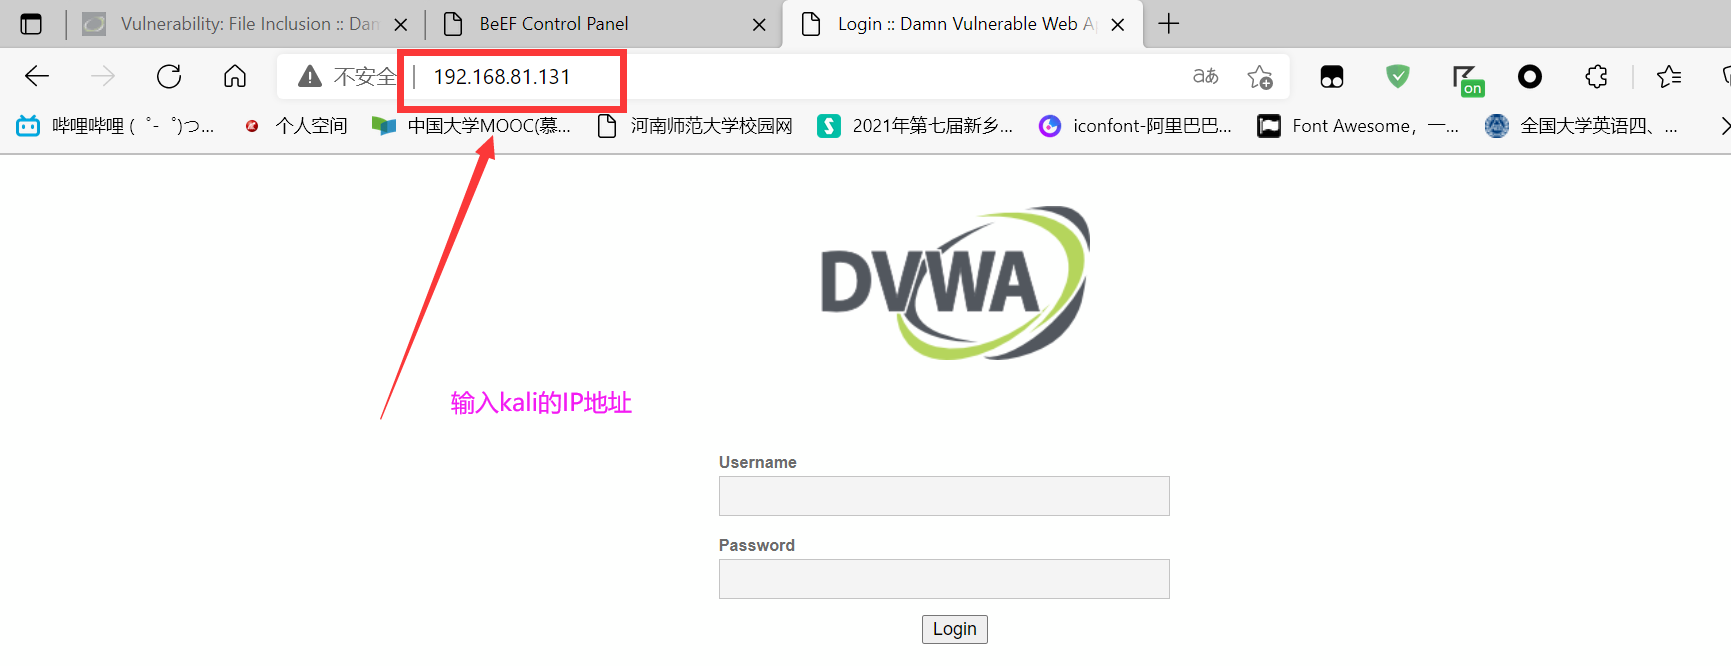 Vulnerability: File Inclusion :: Dam
BeEF Control Panel
Login :: Damn Vulnerable Web A
不安全
192.168.81.131
aあ
on
哔哩哔哩 ( ゜- ゜)つ...
个人空间
中国大学MOOC(慕...
河南师范大学校园网
2021年第七届新乡...
iconfont-阿里巴巴...
Font Awesome，一...
全国大学英语四、...
DVWA
输入kali的IP地址
Username
Password
Login